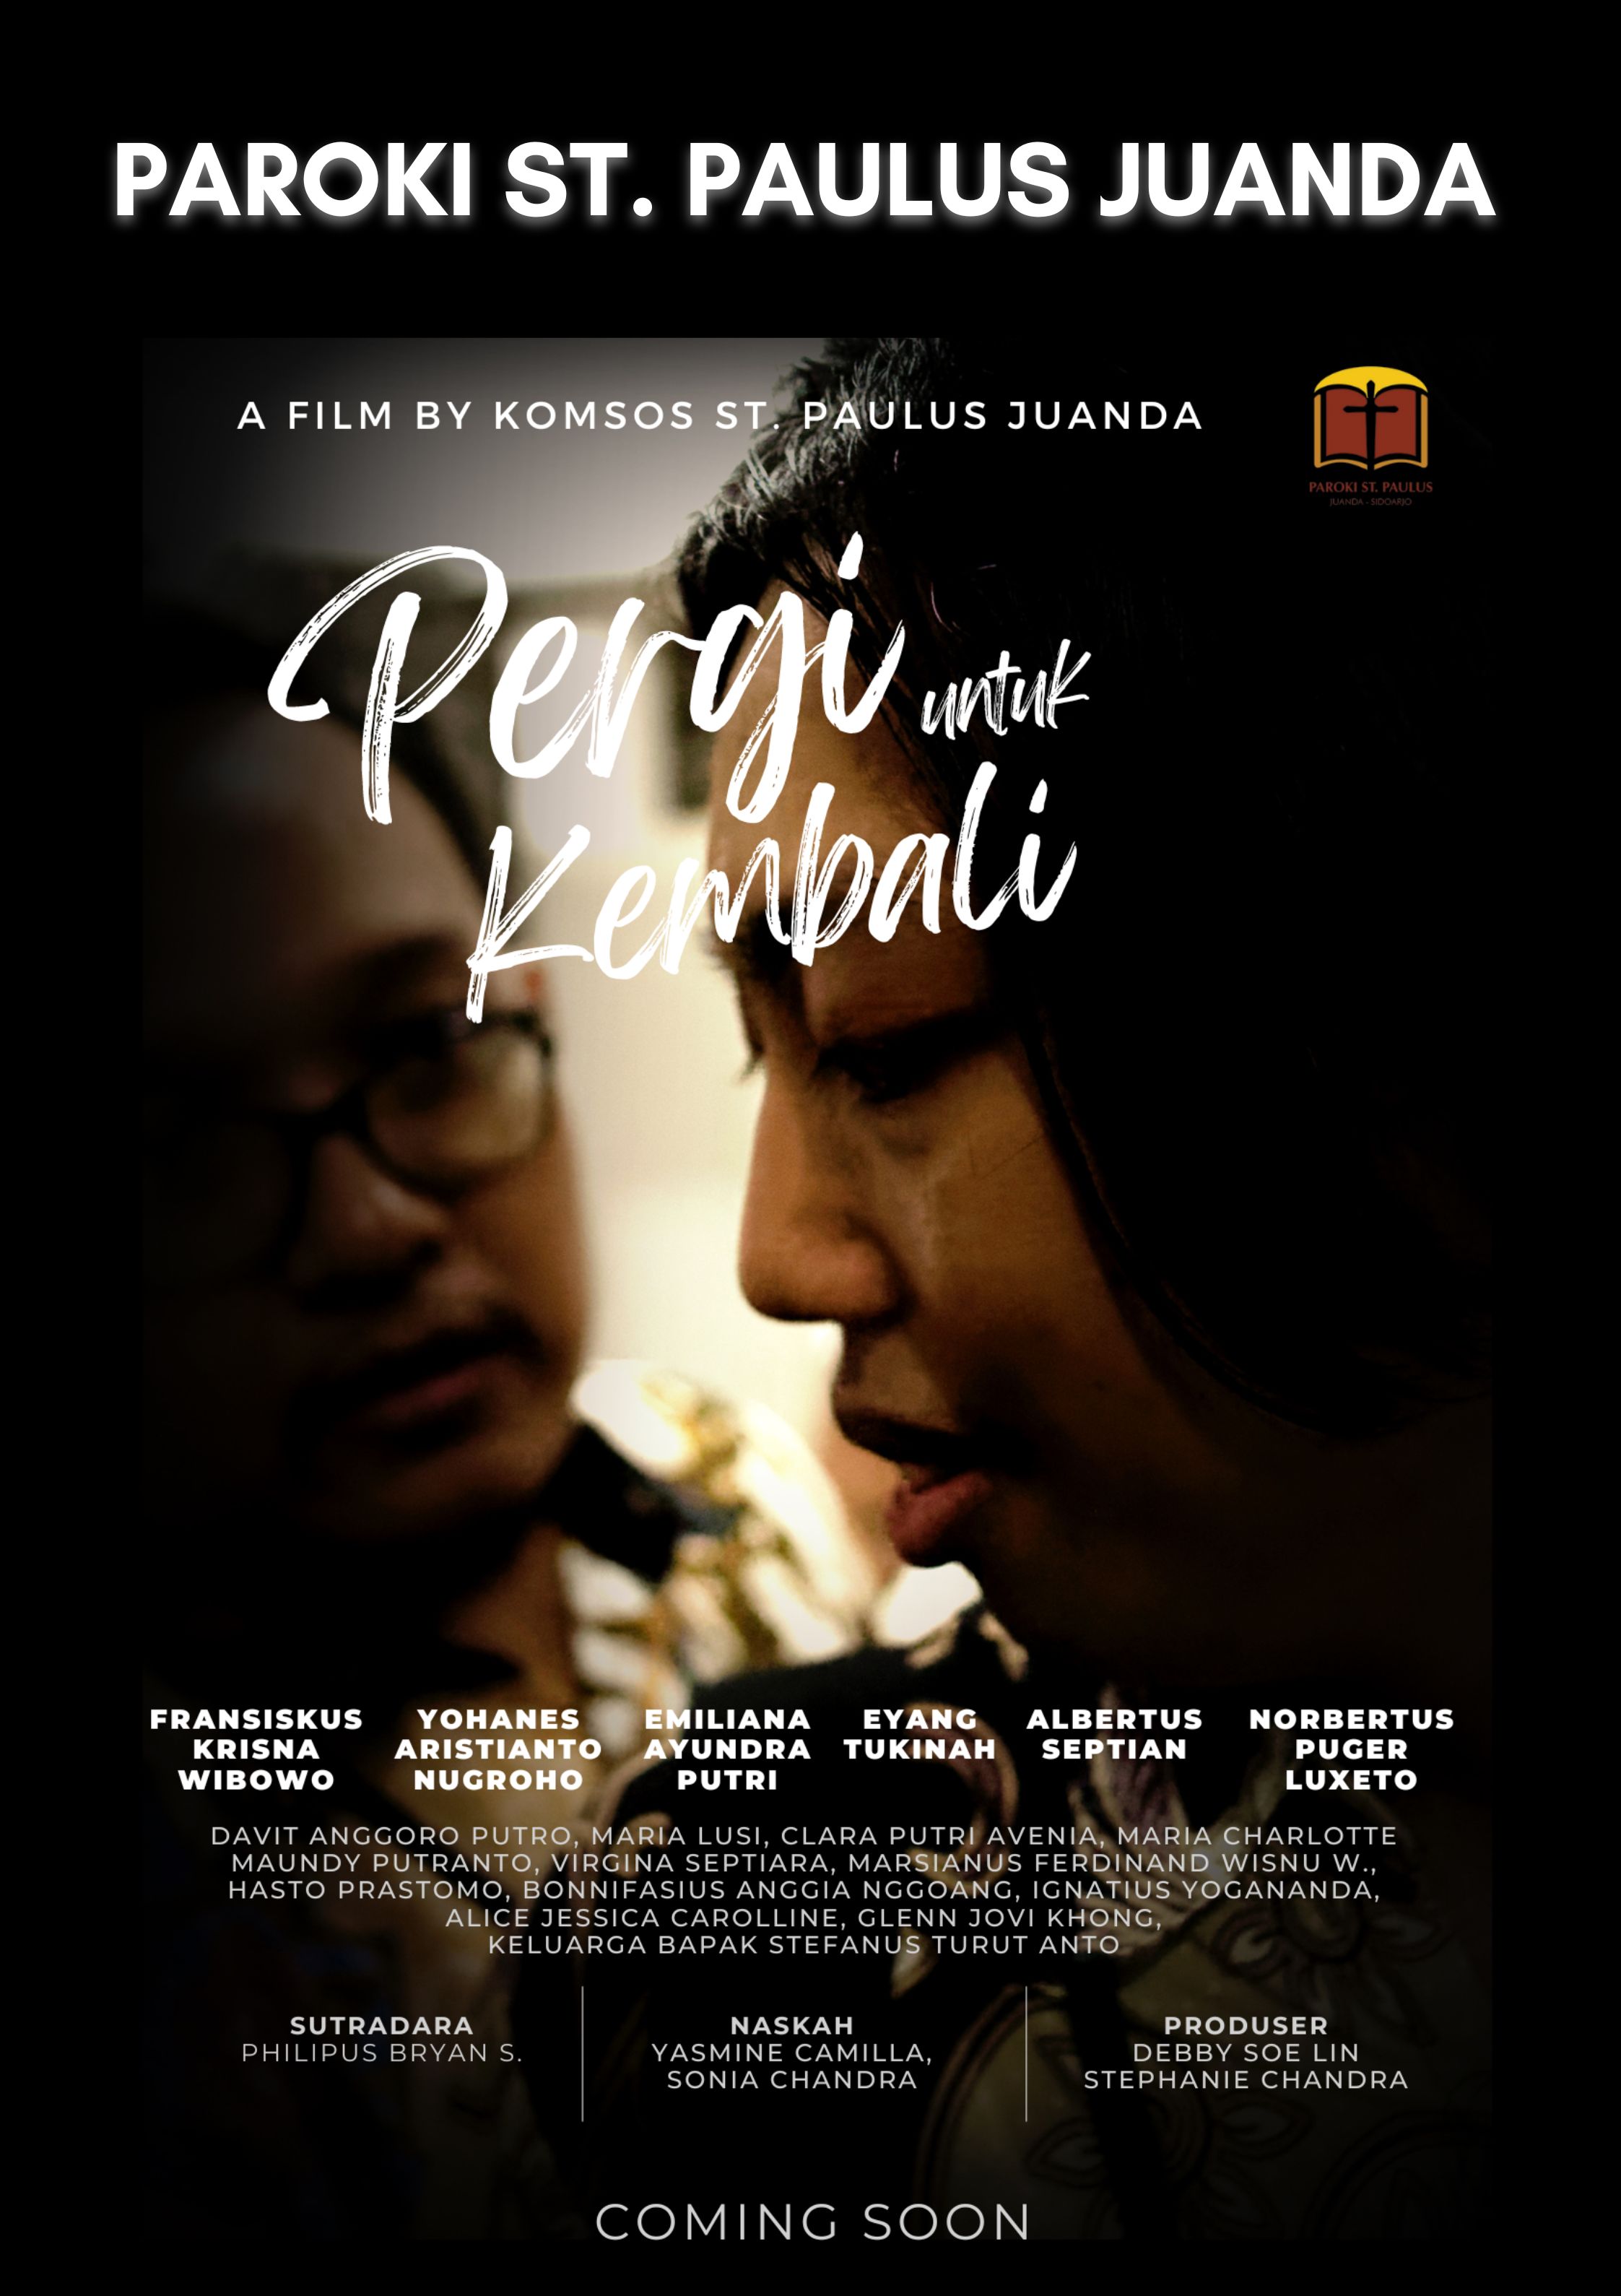 PAROKI ST. PAULUS JUANDA
A FILM BY KOMSOS ST. PAULUS JUANDA
PAROKI ST. PAULUS
JUANDA - SIDOARJO
Pergi untuk
Kembali
FRANSISKUS
KRISNA
WIBOWO
YOHANES
ARISTIANTO
NUGROHO
EMILIANA
AYUNDRA
PUTRI
EYANG
TUKINAH
ALBERTUS
SEPTIAN
NORBERTUS
PUGER
LUXETO
DAVIT ANGGORO PUTRO, MARIA LUSI, CLARA PUTRI AVENIA, MARIA CHARLOTTE
MAUNDY PUTRANTO, VIRGINA SEPTIARA, MARSIANUS FERDINAND WISNU W.,
HASTO PRASTOMO, BONNIFASIUS ANGGIA NGGOANG, IGNATIUS YOGANANDA,
ALICE JESSICA CAROLLINE, GLENN JOVI KHONG,
KELUARGA BAPAK STEFANUS TURUT ANTO
SUTRADARA
PHILIPUS BRYAN S.
NASKAH
YASMINE CAMILLA,
SONIA CHANDRA
PRODUSER
DEBBY SOE LIN
STEPHANIE CHANDRA
COMING SOON